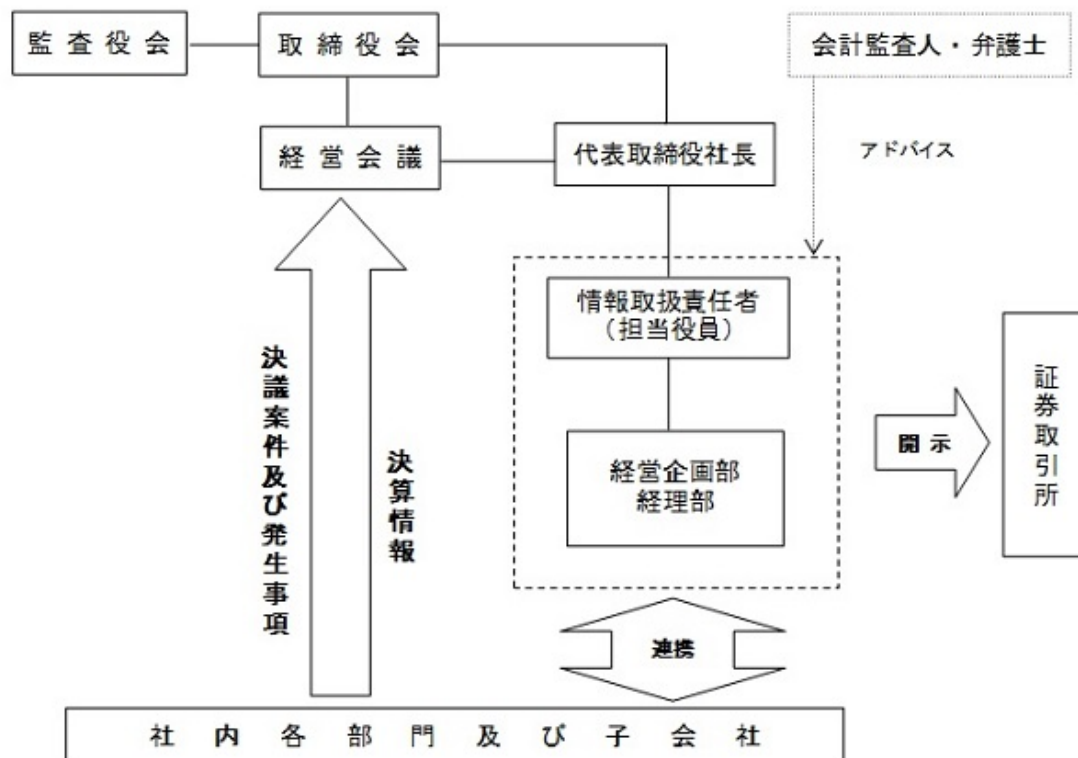 監査役会
取締役会
会計監査人・弁護士
経営会議
代表取締役社長
アドバイス
情報取扱責任者
（担当役員）
決議案件及び発生事項
決算情報
経営企画部
経理部
開示
証券取引所
連携
社内各部門及び子会社